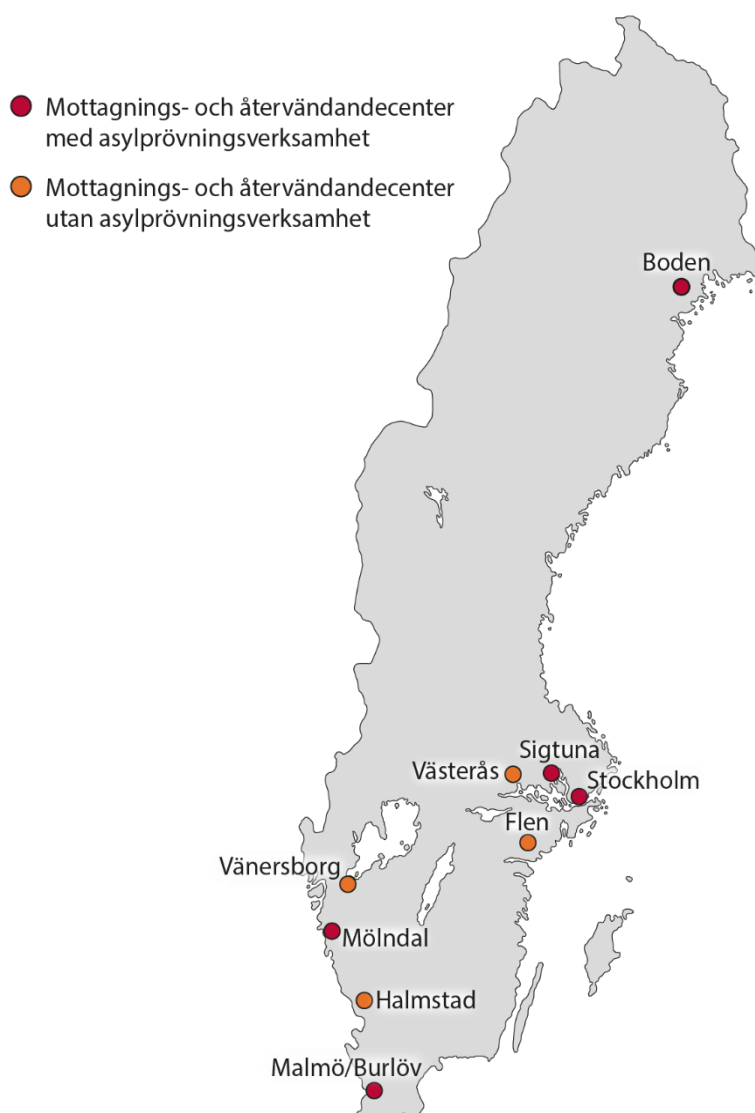 Mottagnings- och återvändandecenter
med asylprövningsverksamhet
Mottagnings- och återvändandecenter
utan asylprövningsverksamhet
Boden
Sigtuna
Västerås
Stockholm
Flen
Vänersborg
Mölndal
Halmstad
Malmö/Burlöv